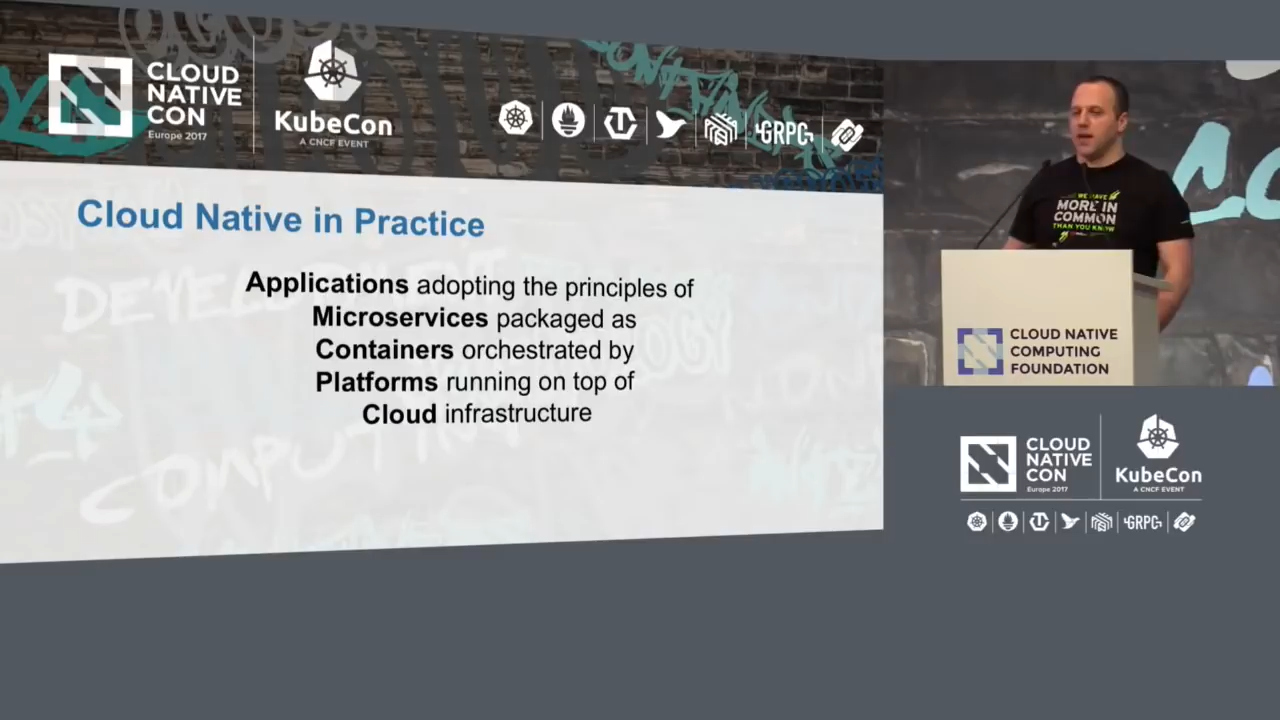 CLOUD
NATIVE
CON
Europe 2017
KubeCon
A CNCF EVENT
GRPC
Cloud Native in Practice
Applications adopting the principles of
Microservices packaged as
Containers orchestrated by
Platforms running on top of
Cloud infrastructure
WE HAVE
MORE IN
COMMON
THAN YOU KNOW
CLOUD NATIVE
COMPUTING
FOUNDATION
CLOUD
NATIVE
CON
Europe 2017
KubeCon
A CNCF EVENT
GRPC